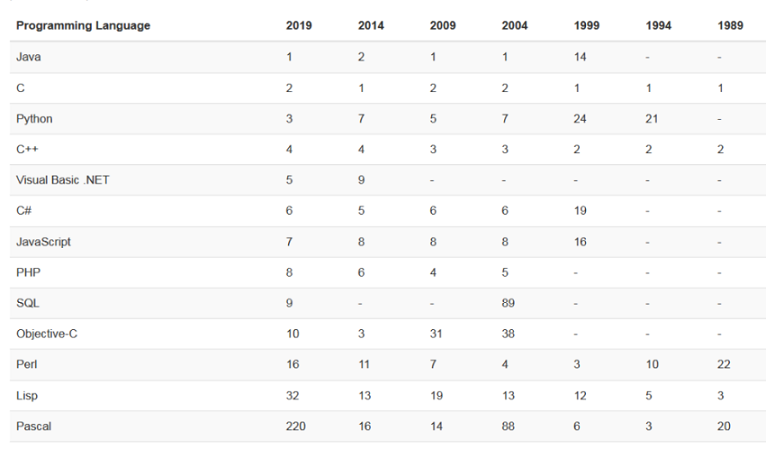 Programming Language 2019 2014 2009 2004 1999 1994 1989
Java 1 2 1 1 14 - -
C 2 1 2 2 1 1 1
Python 3 7 5 7 24 21 -
C++ 4 4 3 3 2 2 2
Visual Basic .NET 5 9 - - - - -
C# 6 5 6 6 19 - -
JavaScript 7 8 8 8 16 - -
PHP 8 6 4 5 - - -
SQL 9 - - 89 - - -
Objective-C 10 3 31 38 - - -
Perl 16 11 7 4 3 10 22
Lisp 32 13 19 13 12 5 3
Pascal 220 16 14 88 6 3 20